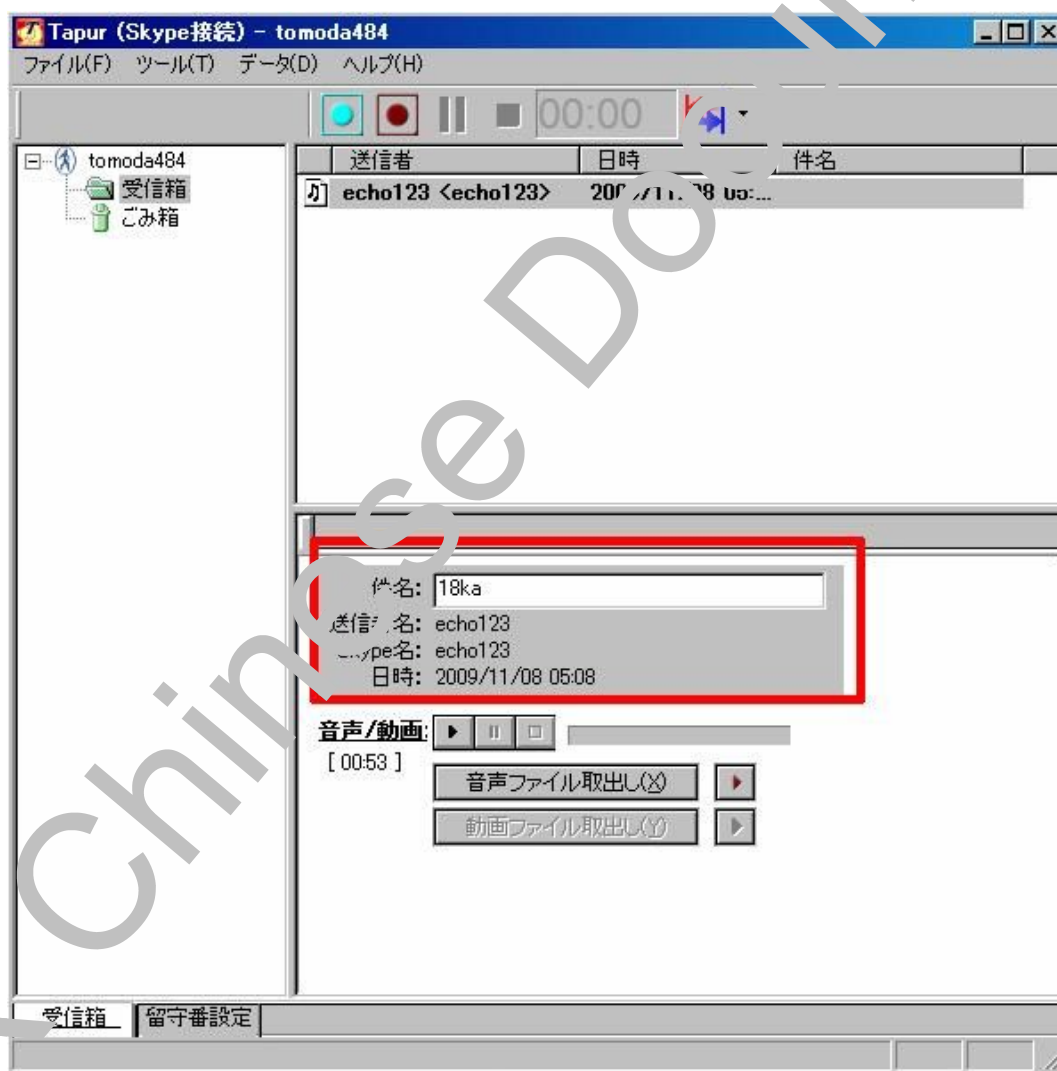 Tapur (Skype接続) - tomoda484
ファイル(F) ツール(T) データ(D) ヘルプ(H)
00:00
tomoda484
受信箱
ごみ箱
送信者 日時 件名
echo123 <echo123>
件名: 18ka
echo123
echo123
日時: 2009/11/08 05:08
音声/動画:
[ 00:53 ]
音声ファイル取出し(X)
動画ファイル取出し(Y)
受信箱 留守番設定
Chinese